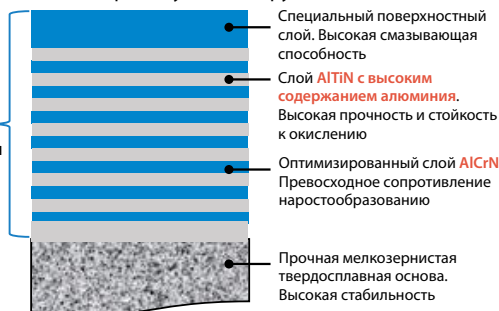 Специальный поверхностный
слой. Высокая смазывающая
способность
Слой AlTiN с высоким
содержанием алюминия.
Высокая прочность и стойкость
к окислению
Оптимизированный слой AlCrN
Превосходное сопротивление
наростообразованию
Прочная мелкозернистая
твердосплавная основа.
Высокая стабильность